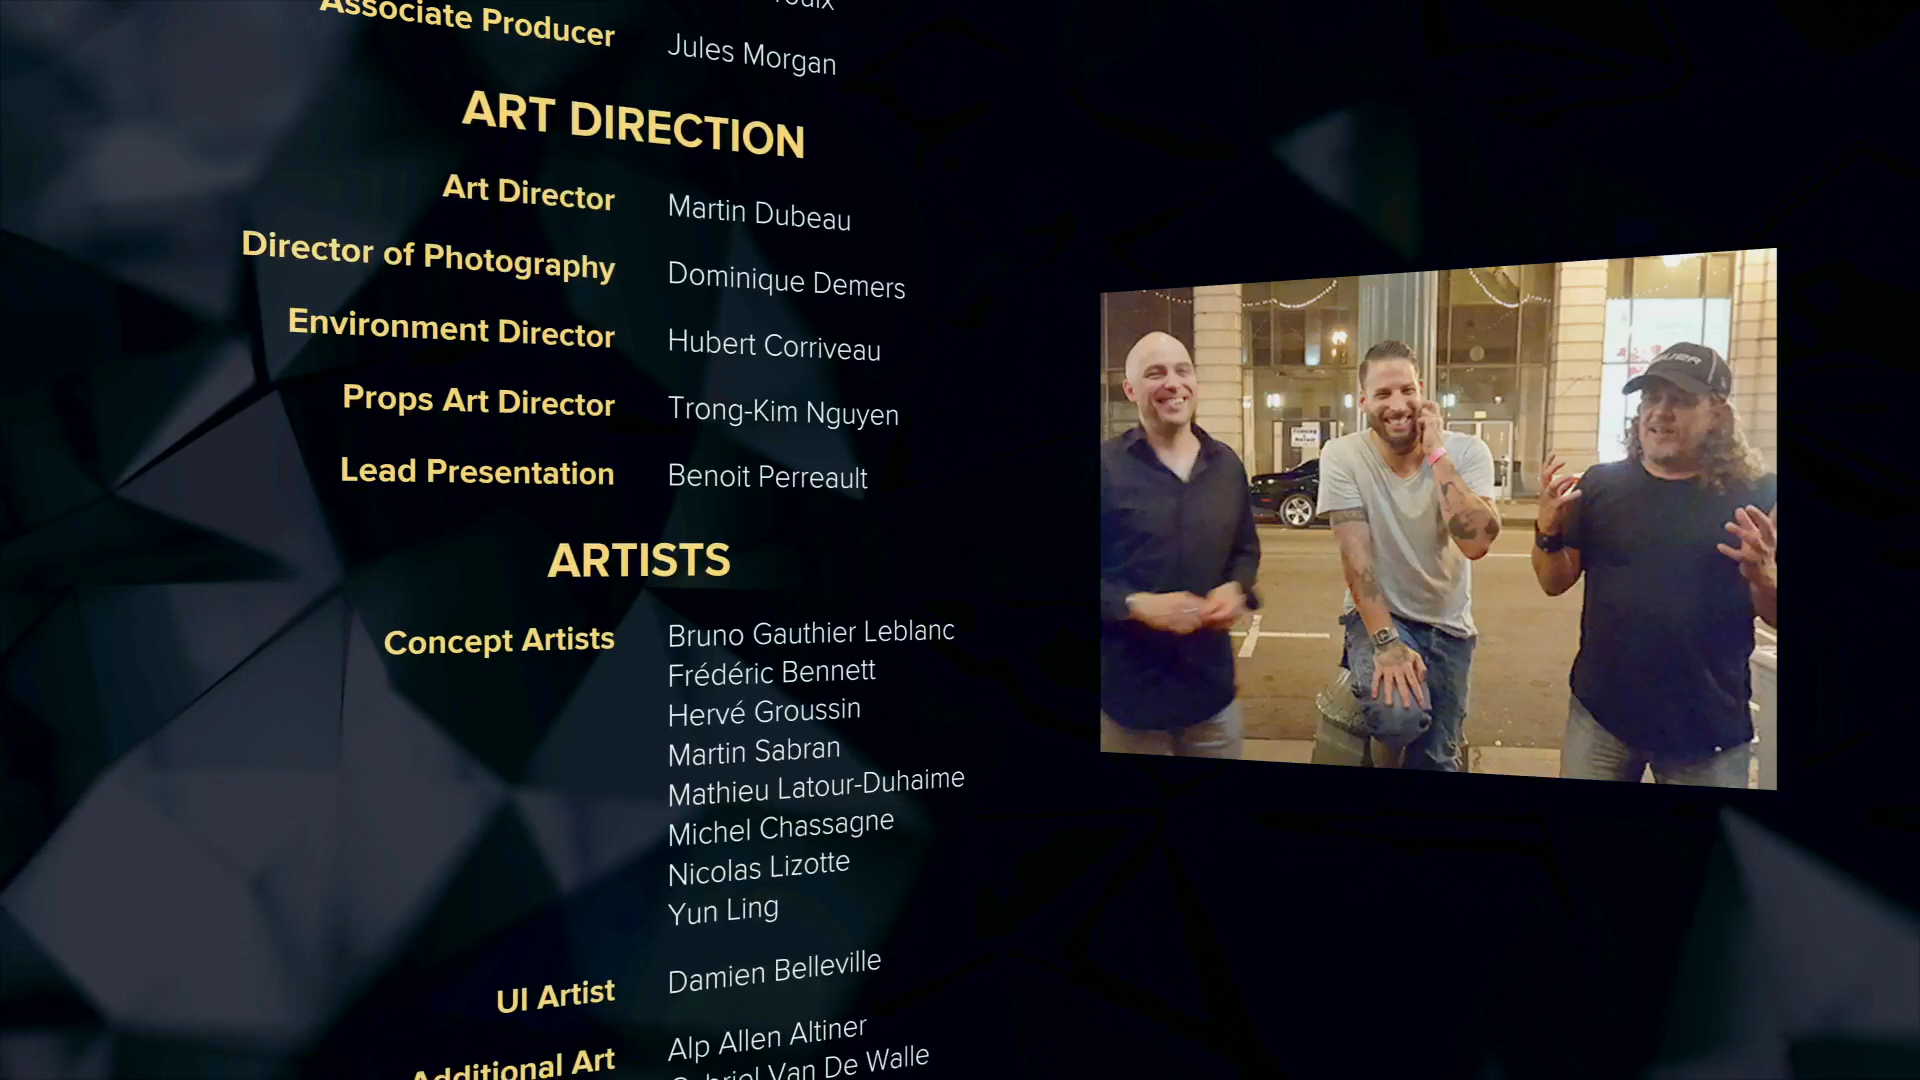 Associate Producer Jules Morgan
ART DIRECTION
Art Director Martin Dubeau
Director of Photography Dominique Demers
Environment Director Hubert Corriveau
Props Art Director Trong-Kim Nguyen
Lead Presentation Benoit Perreault
ARTISTS
Concept Artists Bruno Gauthier Leblanc
Frédéric Bennett
Hervé Groussin
Martin Sabran
Mathieu Latour-Duhaime
Michel Chassagne
Nicolas Lizotte
Yun Ling
UI Artist Damien Belleville
Additional Art Alp Allen Altiner
Van De Walle